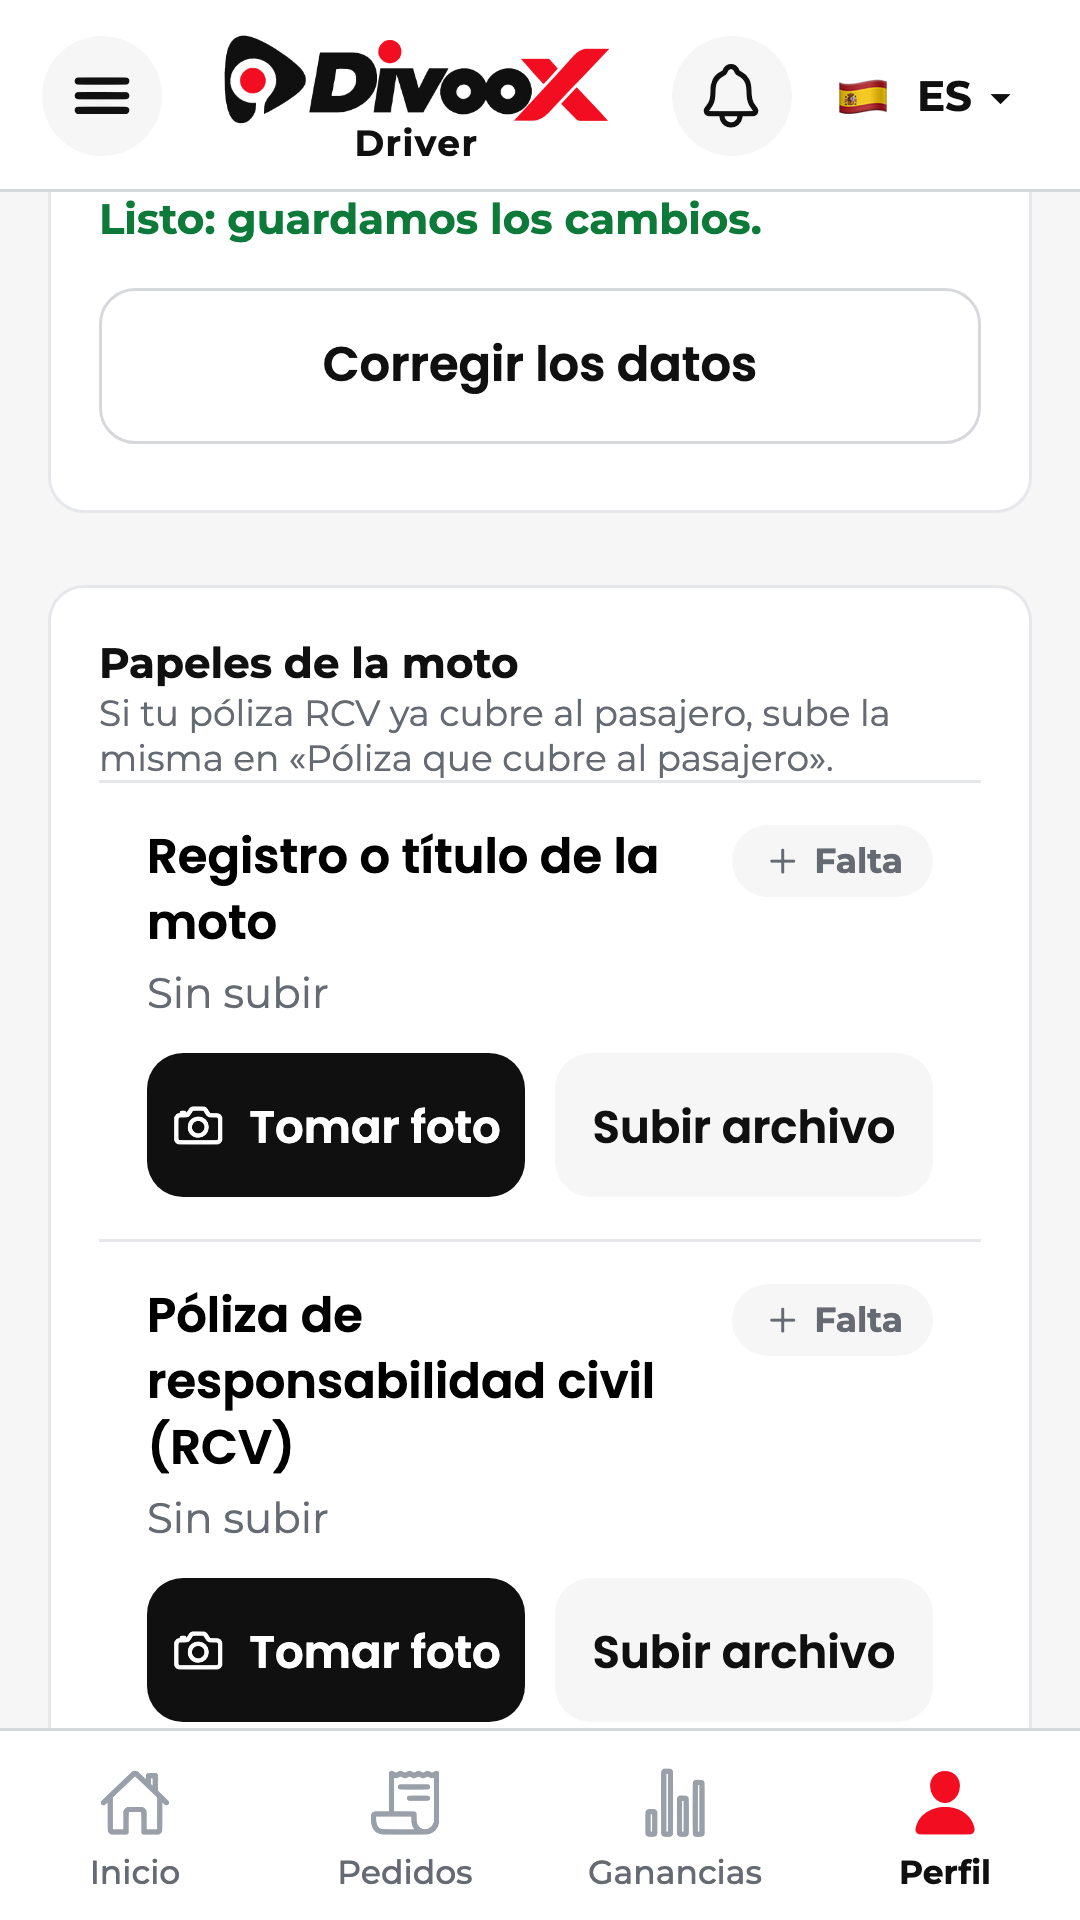 DivooX
Driver
ES
Listo: guardamos los cambios.
Corregir los datos
Papeles de la moto
Si tu póliza RCV ya cubre al pasajero, sube la
misma en «Póliza que cubre al pasajero».
Registro o título de la
moto
+ Falta
Sin subir
Tomar foto
Subir archivo
Póliza de
responsabilidad civil
(RCV)
+ Falta
Sin subir
Tomar foto
Subir archivo
Inicio
Pedidos
Ganancias
Perfil